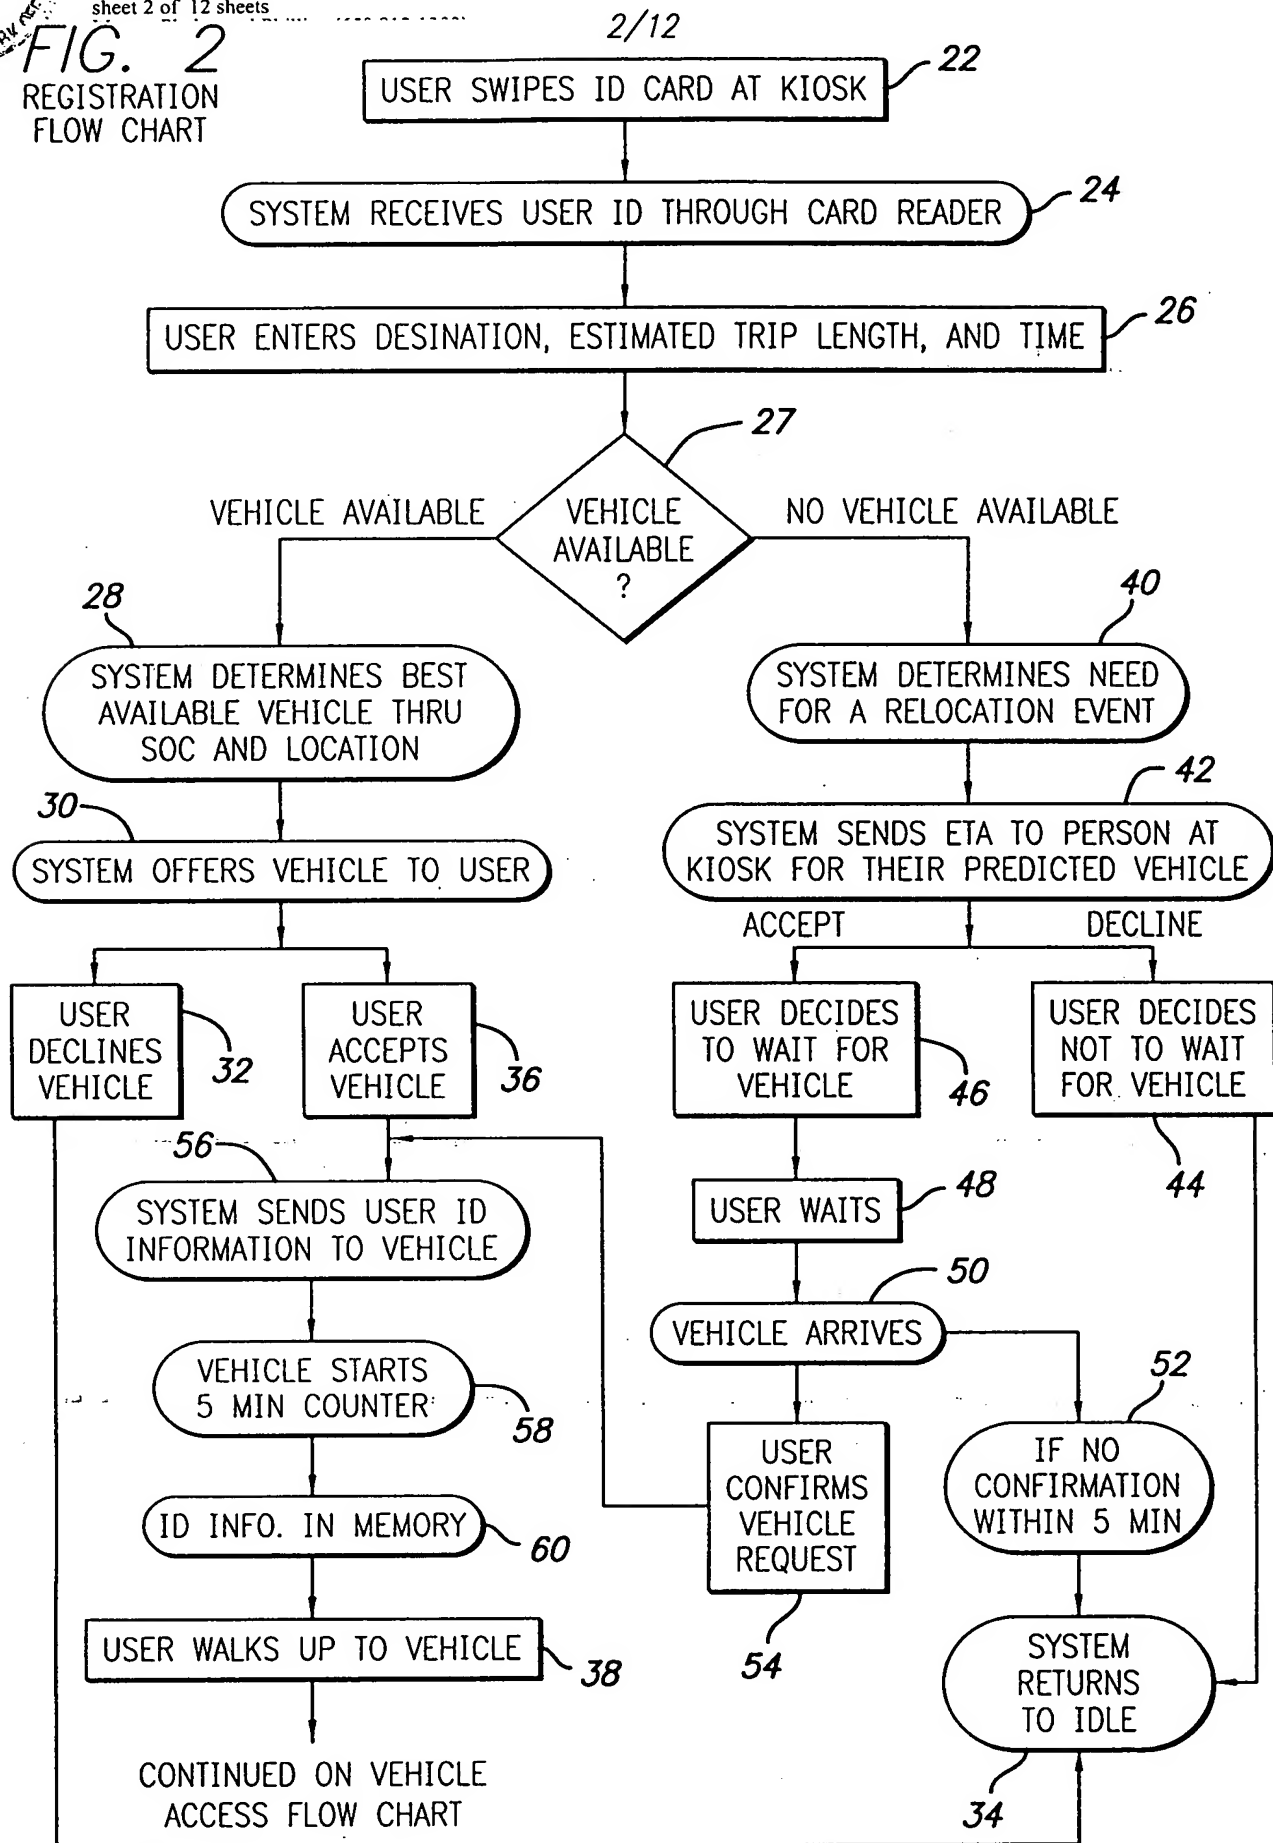 sheet 2 of 12 sheets
2/12
FIG. 2
REGISTRATION
FLOW CHART
USER SWIPES ID CARD AT KIOSK
22
SYSTEM RECEIVES USER ID THROUGH CARD READER
24
USER ENTERS DESINATION, ESTIMATED TRIP LENGTH, AND TIME
26
27
VEHICLE AVAILABLE
VEHICLE
AVAILABLE
?
NO VEHICLE AVAILABLE
28
SYSTEM DETERMINES BEST
AVAILABLE VEHICLE THRU
SOC AND LOCATION
40
SYSTEM DETERMINES NEED
FOR A RELOCATION EVENT
30
SYSTEM OFFERS VEHICLE TO USER
42
SYSTEM SENDS ETA TO PERSON AT
KIOSK FOR THEIR PREDICTED VEHICLE
ACCEPT
DECLINE
USER
DECLINES
VEHICLE
32
USER
ACCEPTS
VEHICLE
36
USER DECIDES
TO WAIT FOR
VEHICLE
46
USER DECIDES
NOT TO WAIT
FOR VEHICLE
44
56
SYSTEM SENDS USER ID
INFORMATION TO VEHICLE
USER WAITS
48
50
VEHICLE ARRIVES
VEHICLE STARTS
5 MIN COUNTER
58
52
IF NO
CONFIRMATION
WITHIN 5 MIN
USER
CONFIRMS
VEHICLE
REQUEST
54
ID INFO. IN MEMORY
60
USER WALKS UP TO VEHICLE
38
SYSTEM
RETURNS
TO IDLE
34
CONTINUED ON VEHICLE
ACCESS FLOW CHART